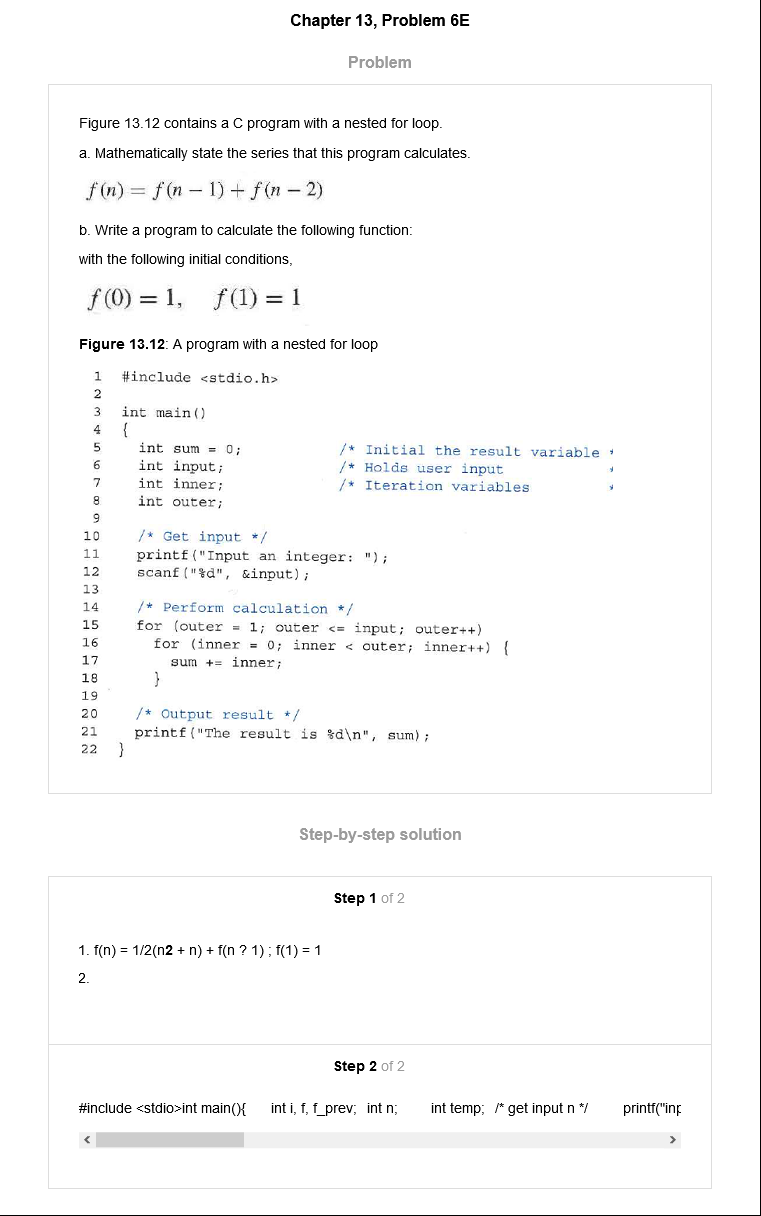 Chapter 13, Problem 6E
Problem
Figure 13.12 contains a C program with a nested for loop.
a. Mathematically state the series that this program calculates.
f(n) = f(n − 1) + f(n − 2)
b. Write a program to calculate the following function:
with the following initial conditions,
f(0) = 1, f(1) = 1
Figure 13.12: A program with a nested for loop
1 #include <stdio.h>
2
3 int main()
4 {
5 int sum = 0; /* Initial the result variable *
6 int input; /* Holds user input *
7 int inner; /* Iteration variables *
8 int outer;
9
10 /* Get input */
11 printf("Input an integer: ");
12 scanf("%d", &input);
13
14 /* Perform calculation */
15 for (outer = 1; outer <= input; outer++)
16 for (inner = 0; inner < outer; inner++) {
17 sum += inner;
18 }
19
20 /* Output result */
21 printf("The result is %d\n", sum);
22 }
Step-by-step solution
Step 1 of 2
1. f(n) = 1/2(n2 + n) + f(n ? 1) ; f(1) = 1
2.
Step 2 of 2
#include <stdio>int main(){ int i, f, f_prev; int n; int temp; /* get input n */ printf("inp